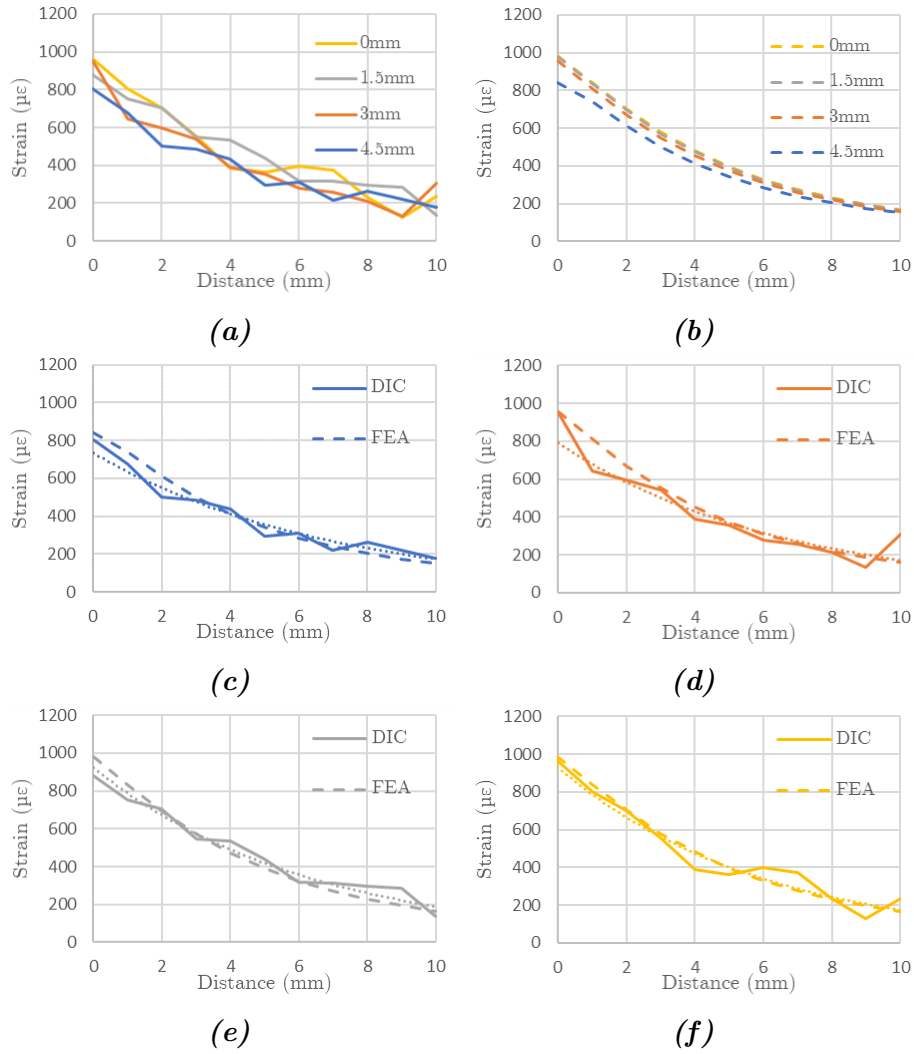 1200
1000
800
600
400
200
0
Strain (με)
0mm
1.5mm
3mm
4.5mm
0 2 4 6 8 10
Distance (mm)
(a)
1200
1000
800
600
400
200
0
Strain (με)
0mm
1.5mm
3mm
4.5mm
0 2 4 6 8 10
Distance (mm)
(b)
1200
1000
800
600
400
200
0
Strain (με)
DIC
FEA
0 2 4 6 8 10
Distance (mm)
(c)
1200
1000
800
600
400
200
0
Strain (με)
DIC
FEA
0 2 4 6 8 10
Distance (mm)
(d)
1200
1000
800
600
400
200
0
Strain (με)
DIC
FEA
0 2 4 6 8 10
Distance (mm)
(e)
1200
1000
800
600
400
200
0
Strain (με)
DIC
FEA
0 2 4 6 8 10
Distance (mm)
(f)